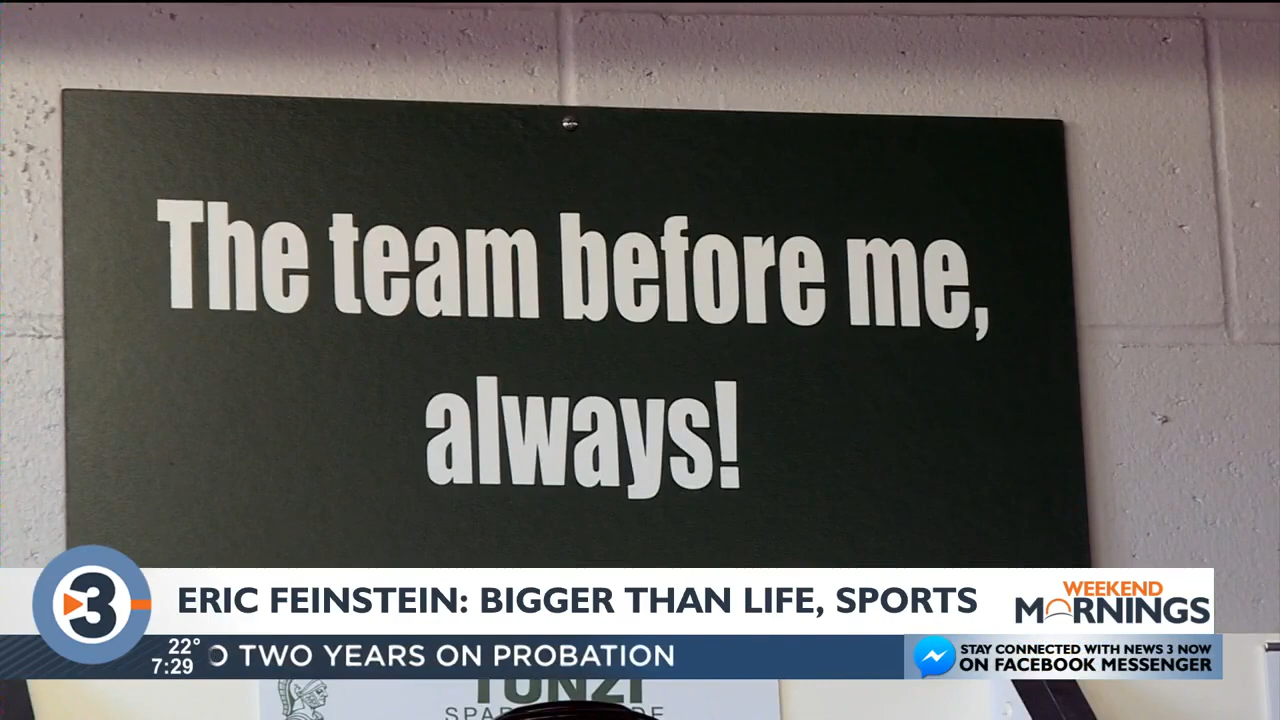 The team before me,
always!
3
ERIC FEINSTEIN: BIGGER THAN LIFE, SPORTS
WEEKEND
MORNINGS
22°
7:29
O TWO YEARS ON PROBATION
STAY CONNECTED WITH NEWS 3 NOW
ON FACEBOOK MESSENGER